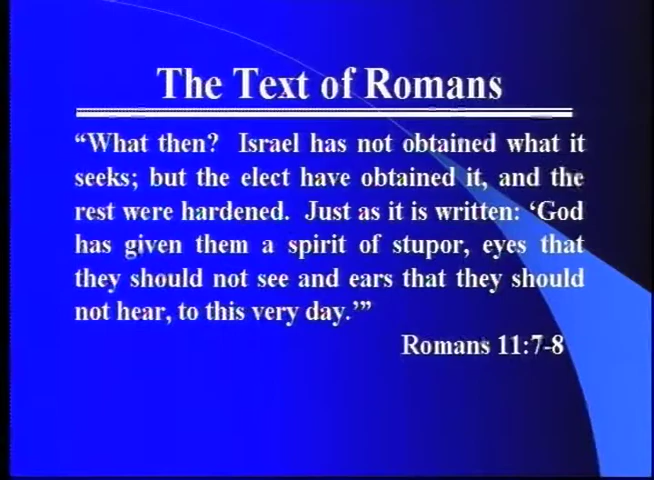 The Text of Romans
“What then? Israel has not obtained what it
seeks; but the elect have obtained it, and the
rest were hardened. Just as it is written: ‘God
has given them a spirit of stupor, eyes that
they should not see and ears that they should
not hear, to this very day.’”
Romans 11:7-8